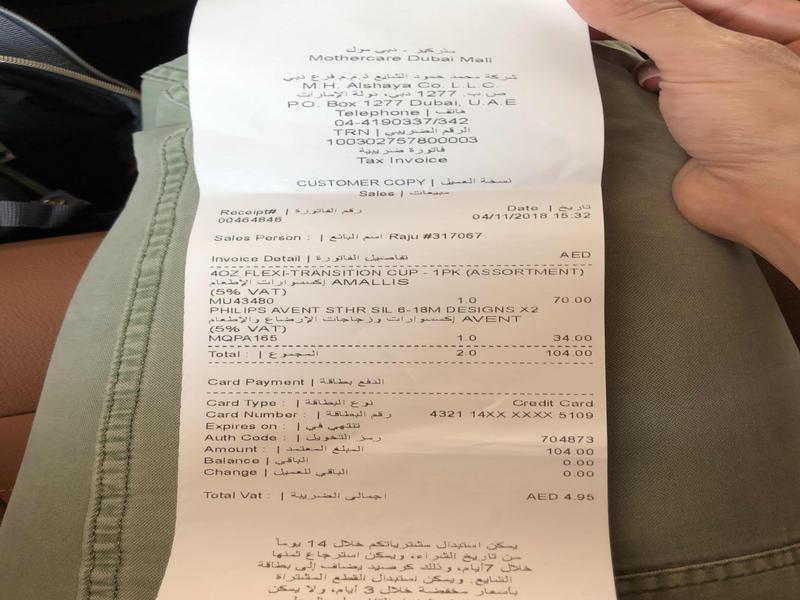 مذركير - دبي مول
Mothercare Dubai Mall
شركة محمد حمود الشايع ذ.م.م فرع دبي
M.H. Alshaya Co. L.L.C.
ص.ب. 1277 دبي، دولة الإمارات
P.O. Box 1277 Dubai, U.A.E
Telephone | هاتف
04-4190337/342
TRN | الرقم الضريبي
100302757800003
فاتورة ضريبية
Tax Invoice
CUSTOMER COPY | نسخة العميل
Sales | مبيعات
Receipt# | رقم الفاتورة Date | تاريخ
00464846 04/11/2018 15:32
Sales Person : | اسم البائع Raju #317067
Invoice Detail | تفاصيل الفاتورة AED
4OZ FLEXI-TRANSITION CUP - 1PK (ASSORTMENT)
إكسسوارات الإطعام AMALLIS
(5% VAT)
MU43480 1.0 70.00
PHILIPS AVENT STHR SIL 6-18M DESIGNS X2
إكسسوارات وزجاجات الإرضاع والإطعام AVENT
(5% VAT)
MQPA165 1.0 34.00
Total : | المجموع 2.0 104.00
Card Payment | الدفع بطاقة
Card Type : | نوع البطاقة Credit Card
Card Number : | رقم البطاقة 4321 14XX XXXX 5109
Expires on : | تنتهي في
Auth Code : | رمز التخويل 704873
Amount : | المبلغ المعتمد 104.00
Balance | الباقي 0.00
Change | الباقي للعميل 0.00
Total Vat : | اجمالي الضريبة AED 4.95
يمكن استبدال مشترياتكم خلال 14 يوماً
من تاريخ الشراء، ويمكن استرجاع ثمنها
خلال 7أيام، وذلك كرصيد يضاف إلى بطاقة
الشايع. ويمكن استبدال القطع المشتراة
بأسعار مخفضة خلال 3 أيام، ولا يمكن